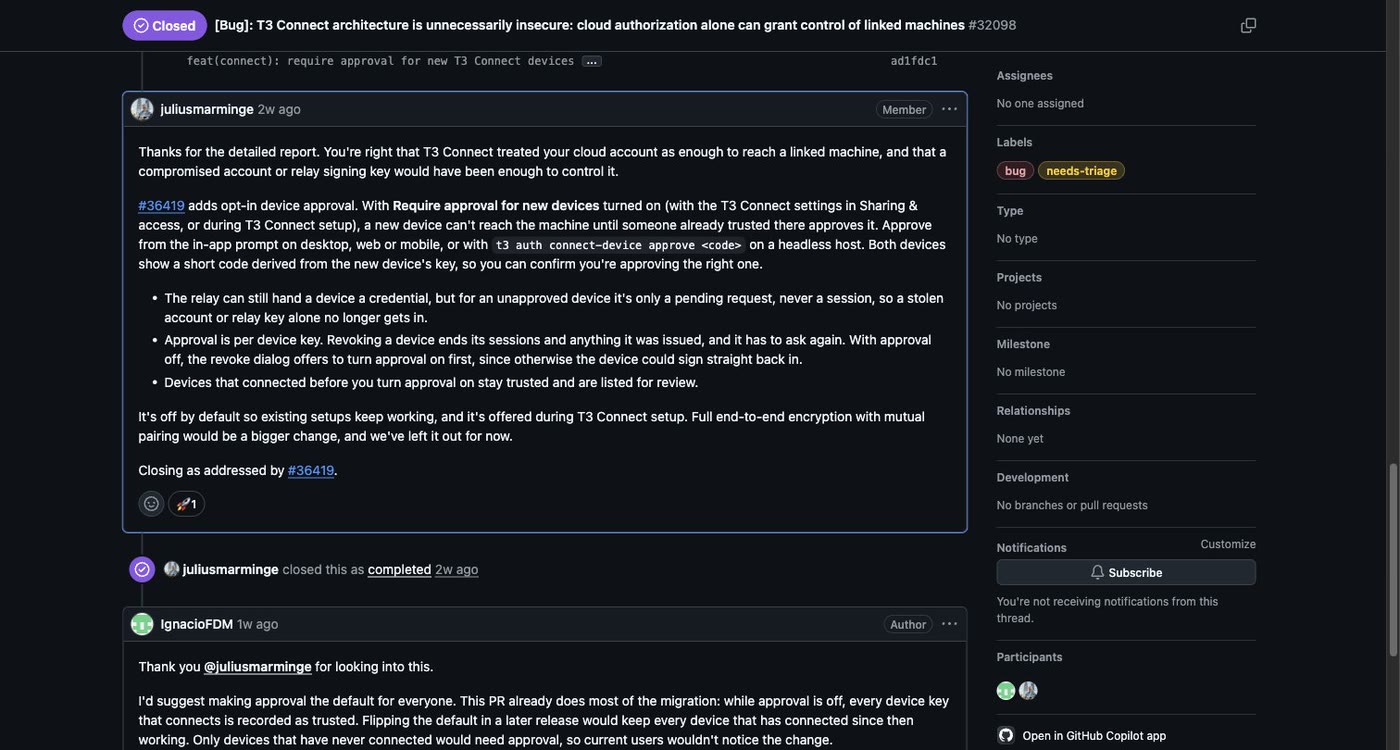 Closed
[Bug]: T3 Connect architecture is unnecessarily insecure: cloud authorization alone can grant control of linked machines #32098
feat(connect): require approval for new T3 Connect devices ...
ad1fdc1
juliusmarminge 2w ago
Member
Thanks for the detailed report. You're right that T3 Connect treated your cloud account as enough to reach a linked machine, and that a
compromised account or relay signing key would have been enough to control it.
#36419 adds opt-in device approval. With Require approval for new devices turned on (with the T3 Connect settings in Sharing &
access, or during T3 Connect setup), a new device can't reach the machine until someone already trusted there approves it. Approve
from the in-app prompt on desktop, web or mobile, or with t3 auth connect-device approve <code> on a headless host. Both devices
show a short code derived from the new device's key, so you can confirm you're approving the right one.
• The relay can still hand a device a credential, but for an unapproved device it's only a pending request, never a session, so a stolen
account or relay key alone no longer gets in.
• Approval is per device key. Revoking a device ends its sessions and anything it was issued, and it has to ask again. With approval
off, the revoke dialog offers to turn approval on first, since otherwise the device could sign straight back in.
• Devices that connected before you turn approval on stay trusted and are listed for review.
It's off by default so existing setups keep working, and it's offered during T3 Connect setup. Full end-to-end encryption with mutual
pairing would be a bigger change, and we've left it out for now.
Closing as addressed by #36419.
🚀 1
juliusmarminge closed this as completed 2w ago
IgnacioFDM 1w ago
Author
Thank you @juliusmarminge for looking into this.
I'd suggest making approval the default for everyone. This PR already does most of the migration: while approval is off, every device key
that connects is recorded as trusted. Flipping the default in a later release would keep every device that has connected since then
working. Only devices that have never connected would need approval, so current users wouldn't notice the change.
Assignees
No one assigned
Labels
bug
needs-triage
Type
No type
Projects
No projects
Milestone
No milestone
Relationships
None yet
Development
No branches or pull requests
Notifications
Customize
Subscribe
You're not receiving notifications from this
thread.
Participants
Open in GitHub Copilot app